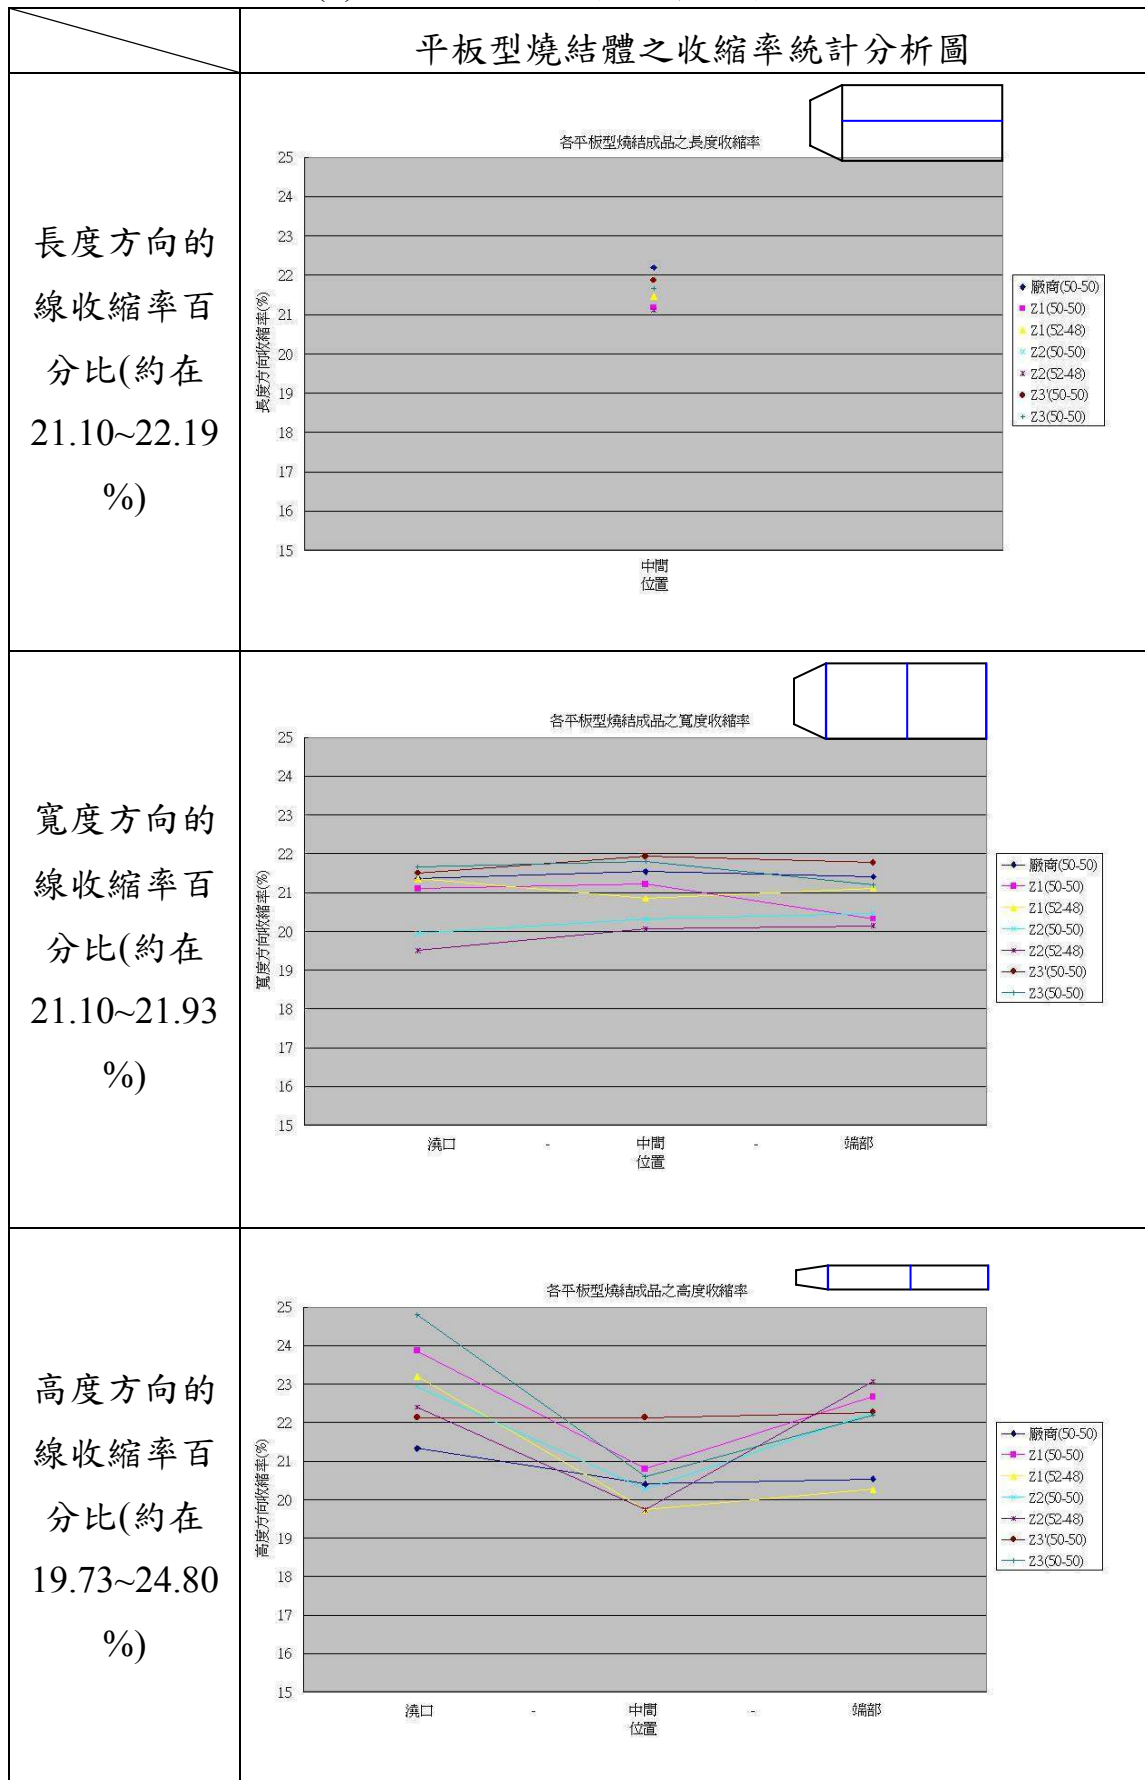 平板型燒結體之收縮率統計分析圖
長度方向的
線收縮率百
分比(約在
21.10~22.19
%)
各平板型燒結成品之長度收縮率
長度方向收縮率(%)
25
24
23
22
21
20
19
18
17
16
15
中間
位置
廠商(50-50)
Z1(50-50)
Z1(52-48)
Z2(50-50)
Z2(52-48)
Z3'(50-50)
Z3(50-50)
寬度方向的
線收縮率百
分比(約在
21.10~21.93
%)
各平板型燒結成品之寬度收縮率
寬度方向收縮率(%)
25
24
23
22
21
20
19
18
17
16
15
澆口 - 中間 - 端部
位置
廠商(50-50)
Z1(50-50)
Z1(52-48)
Z2(50-50)
Z2(52-48)
Z3'(50-50)
Z3(50-50)
高度方向的
線收縮率百
分比(約在
19.73~24.80
%)
各平板型燒結成品之高度收縮率
高度方向收縮率(%)
25
24
23
22
21
20
19
18
17
16
15
澆口 - 中間 - 端部
位置
廠商(50-50)
Z1(50-50)
Z1(52-48)
Z2(50-50)
Z2(52-48)
Z3'(50-50)
Z3(50-50)